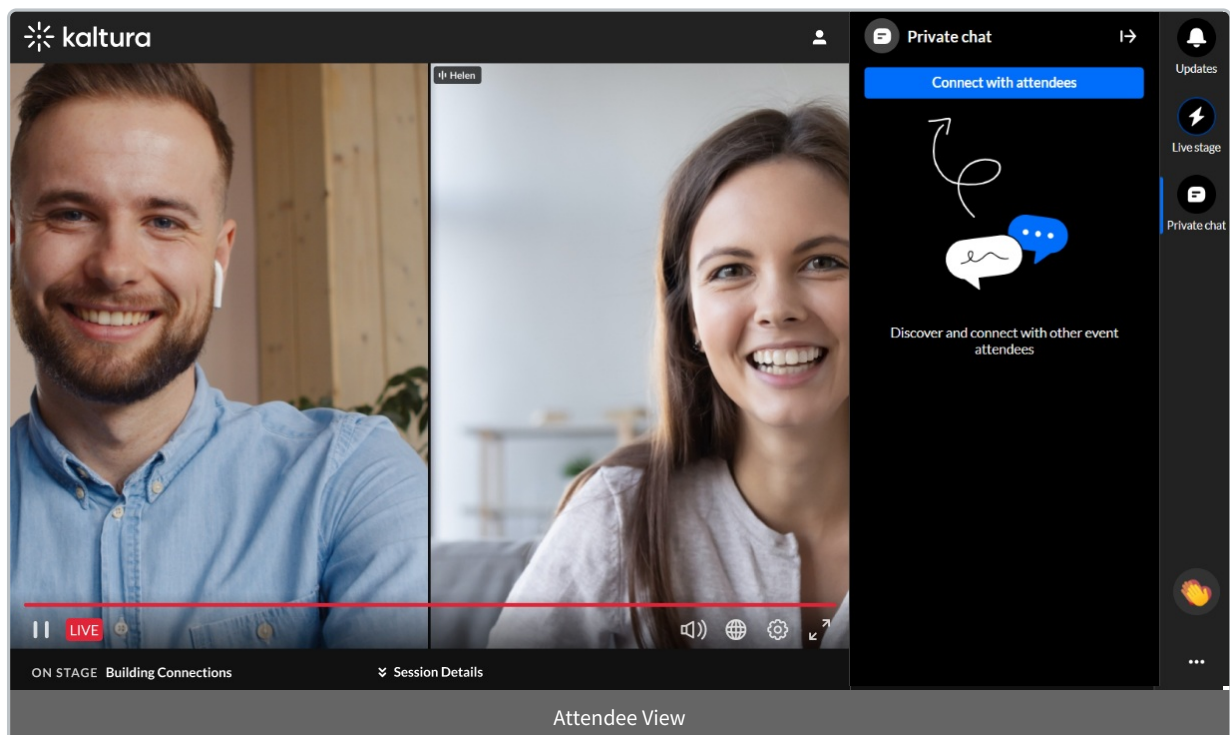 kaltura
Helen
LIVE
ON STAGE Building Connections
Session Details
Private chat
Connect with attendees
Discover and connect with other event
attendees
Updates
Live stage
Private chat
Attendee View